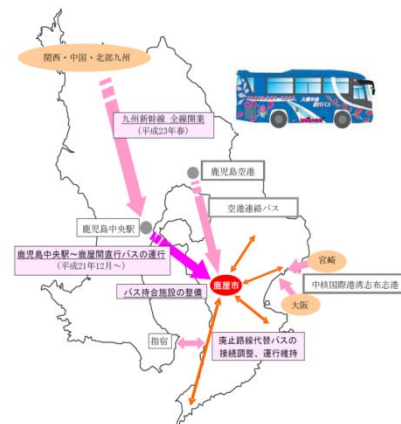 関西・中国・北部九州
九州新幹線 全線開業
(平成23年春)
鹿児島空港
空港連絡バス
鹿児島中央駅
鹿児島中央駅～鹿屋間直行バスの運行
(平成21年12月～)
バス待合施設の整備
鹿屋市
宮崎
中核国際港湾志布志港
大阪
指宿
廃止路線代替バスの
接続調整、運行維持